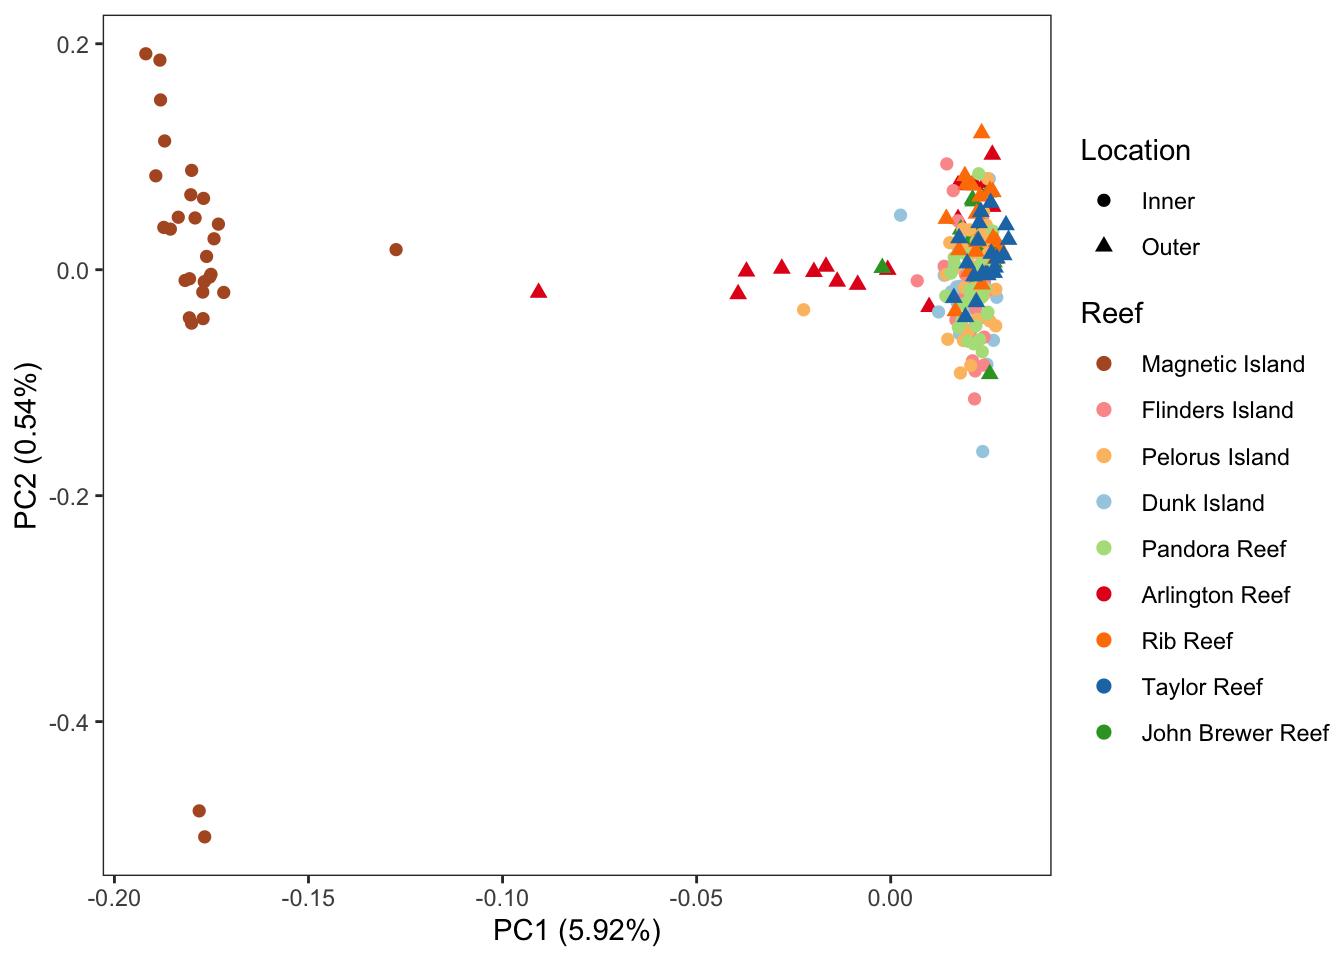 0.2
0.0
-0.2
-0.4
PC2 (0.54%)
-0.20
-0.15
-0.10
-0.05
0.00
PC1 (5.92%)
Location
Inner
Outer
Reef
Magnetic Island
Flinders Island
Pelorus Island
Dunk Island
Pandora Reef
Arlington Reef
Rib Reef
Taylor Reef
John Brewer Reef